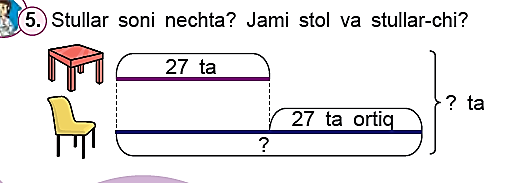 5. Stullar soni nechta? Jami stol va stullar-chi?
27 ta
27 ta ortiq
? ta
?